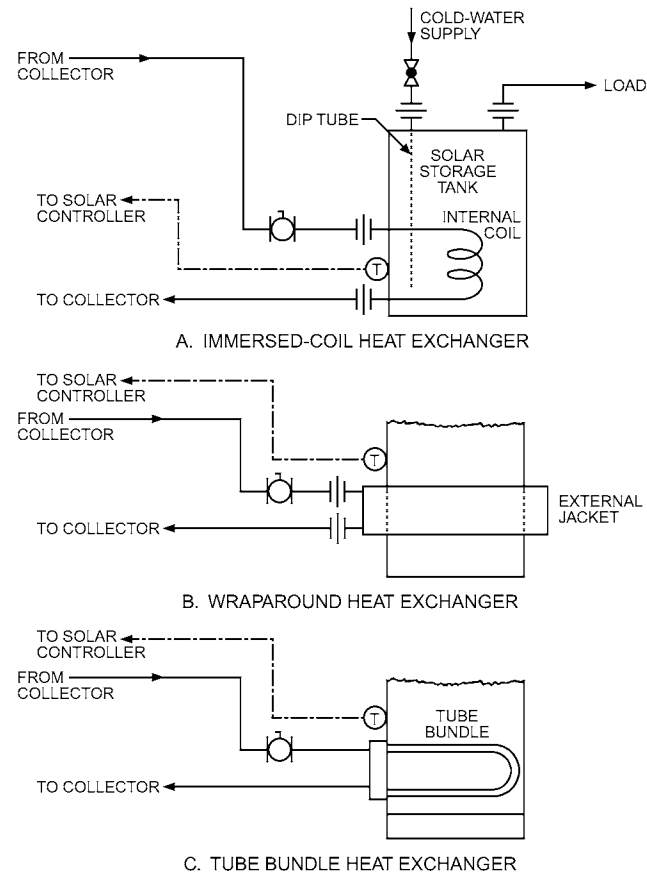 COLD-WATER
SUPPLY
FROM
COLLECTOR
LOAD
DIP TUBE
SOLAR
STORAGE
TANK
TO SOLAR
CONTROLLER
INTERNAL
COIL
T
TO COLLECTOR
A. IMMERSED-COIL HEAT EXCHANGER
TO SOLAR
CONTROLLER
FROM
COLLECTOR
T
EXTERNAL
JACKET
TO COLLECTOR
B. WRAPAROUND HEAT EXCHANGER
TO SOLAR
CONTROLLER
FROM
COLLECTOR
T
TUBE
BUNDLE
TO COLLECTOR
C. TUBE BUNDLE HEAT EXCHANGER